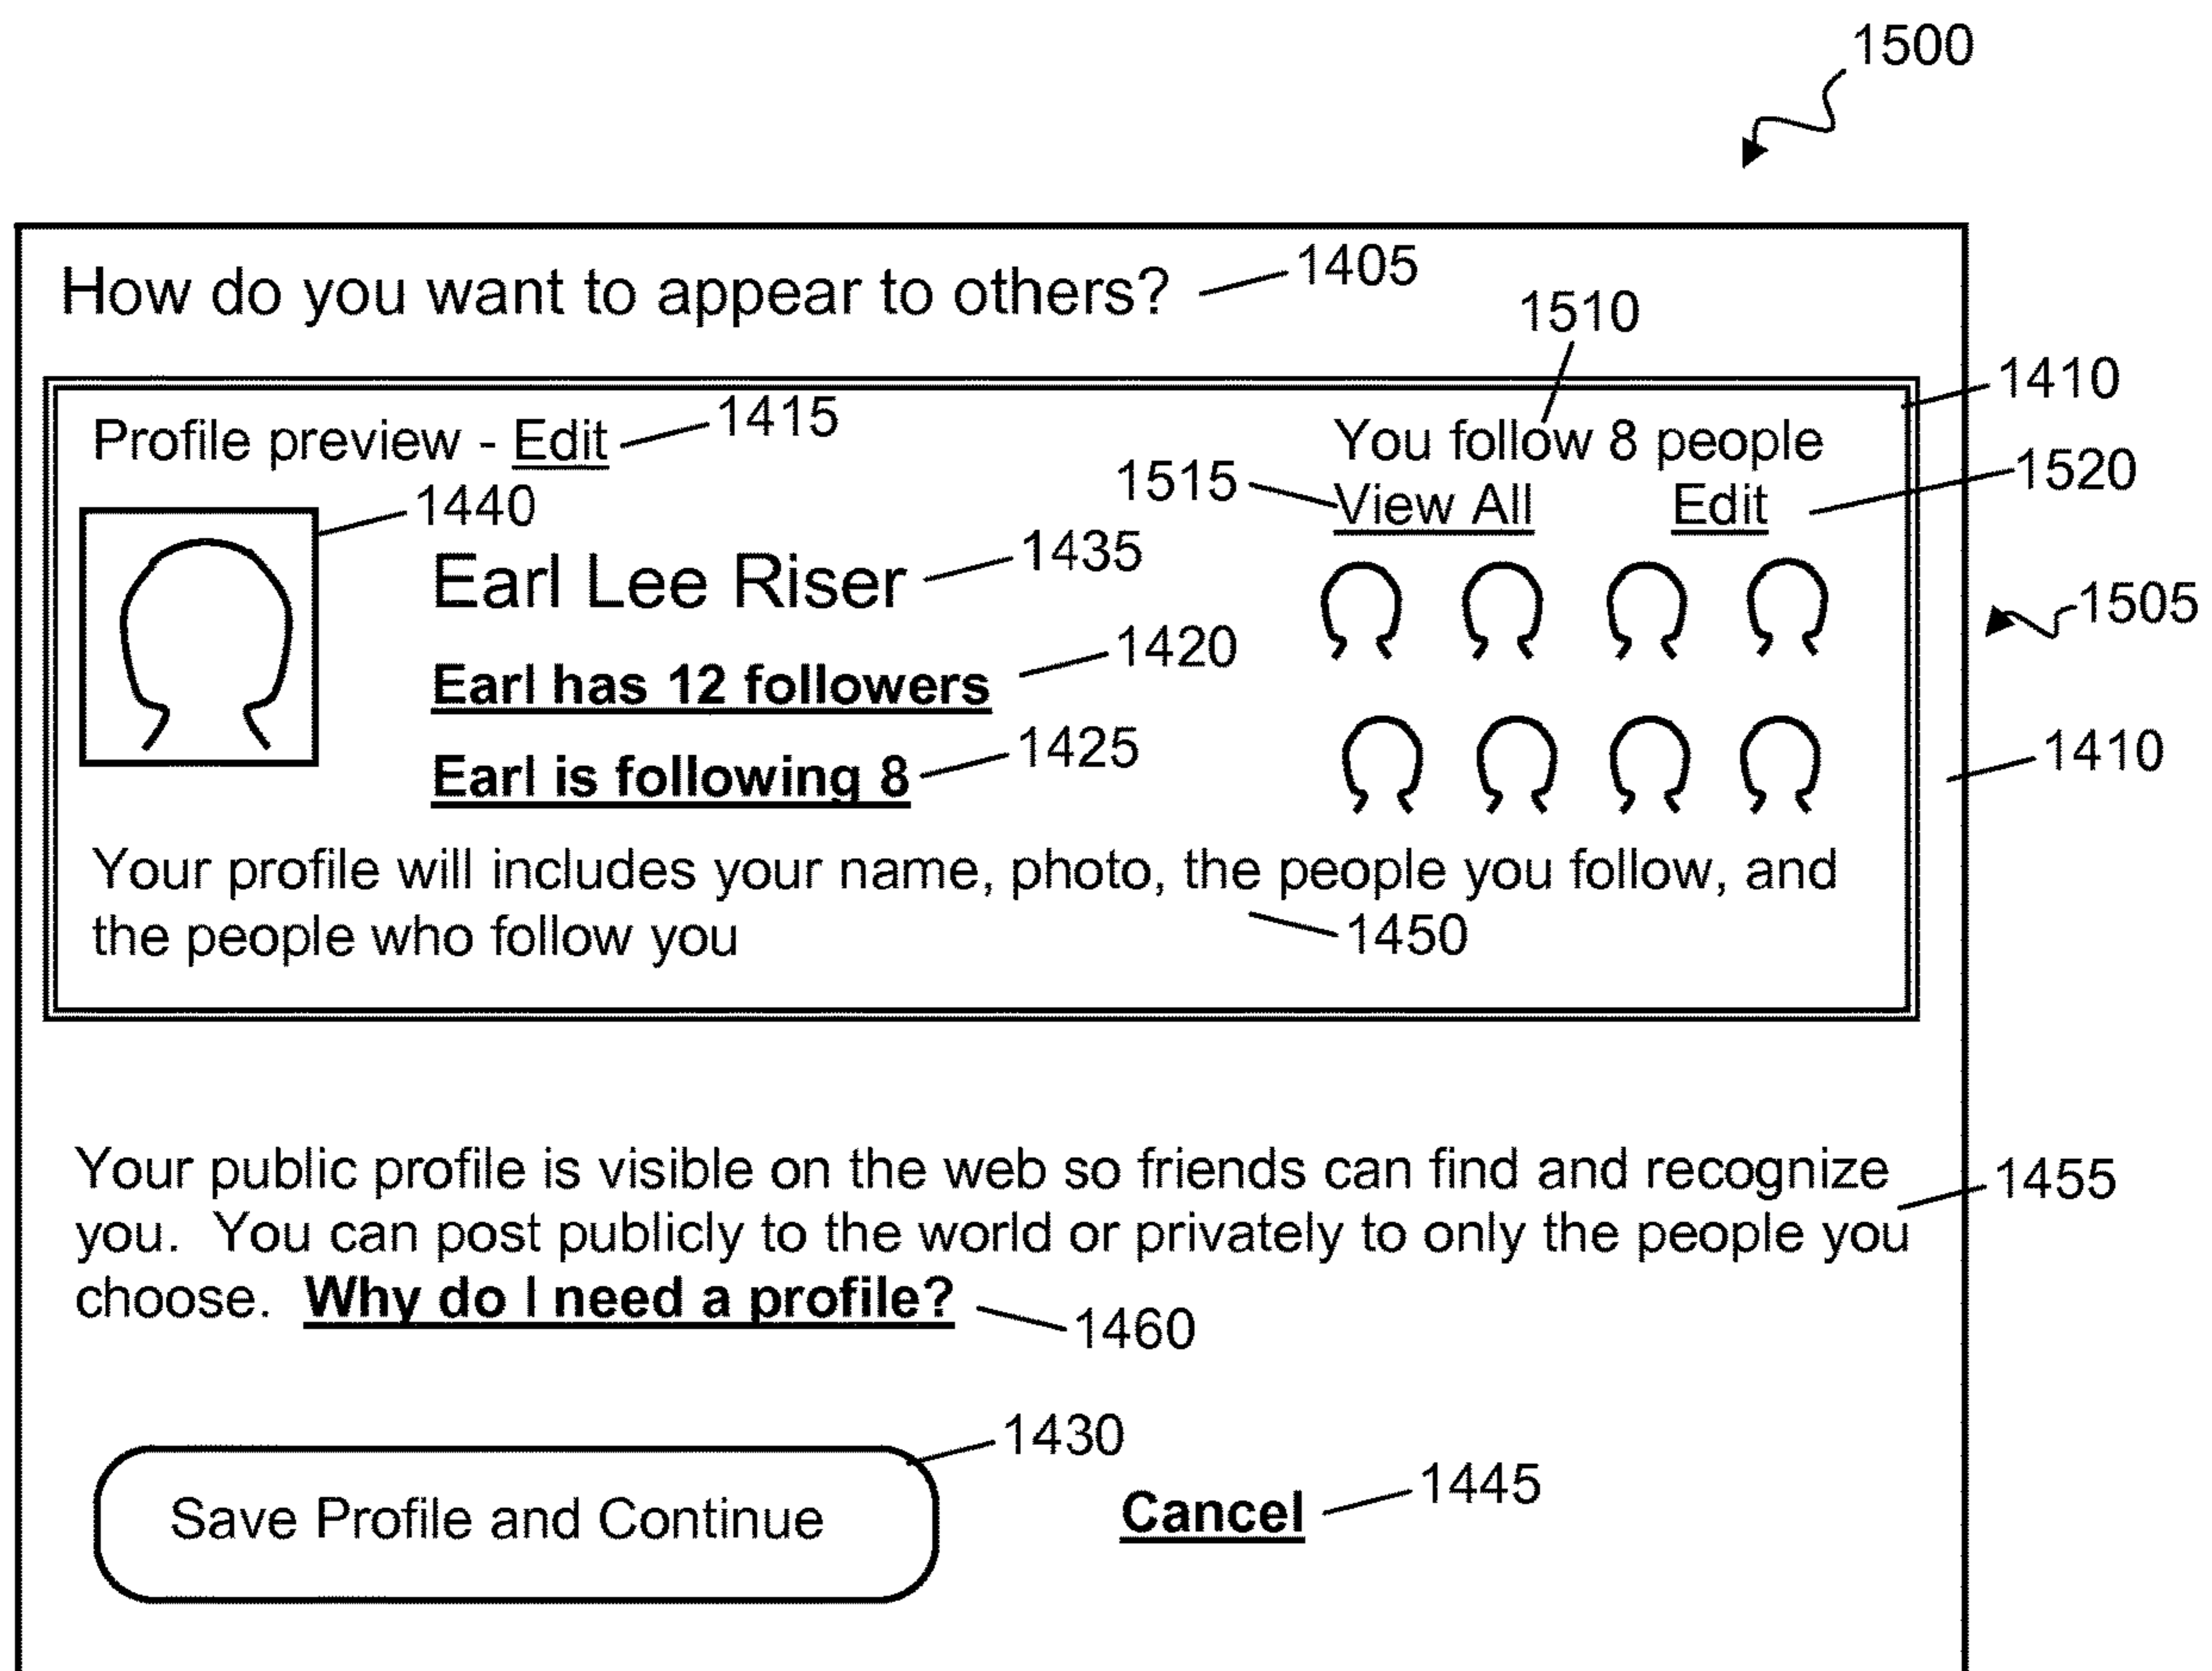 1500
How do you want to appear to others? 1405
1510
1410
Profile preview - Edit 1415
You follow 8 people
1515 View All Edit 1520
1440
Earl Lee Riser 1435
1505
Earl has 12 followers 1420
Earl is following 8 1425
1410
Your profile will includes your name, photo, the people you follow, and
the people who follow you 1450
Your public profile is visible on the web so friends can find and recognize
1455
you. You can post publicly to the world or privately to only the people you
choose. Why do I need a profile? 1460
1430
Save Profile and Continue Cancel 1445